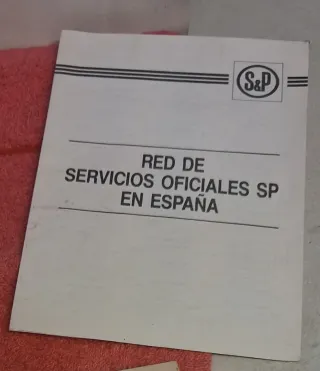 S&P
RED DE
SERVICIOS OFICIALES SP
EN ESPAÑA